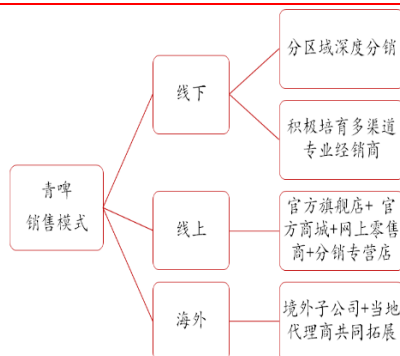 分区域深度分销
线下
积极培育多渠道
专业经销商
青啤
销售模式
线上
官方旗舰店+ 官
方商城+网上零售
商+分销专营店
海外
境外子公司+当地
代理商共同拓展